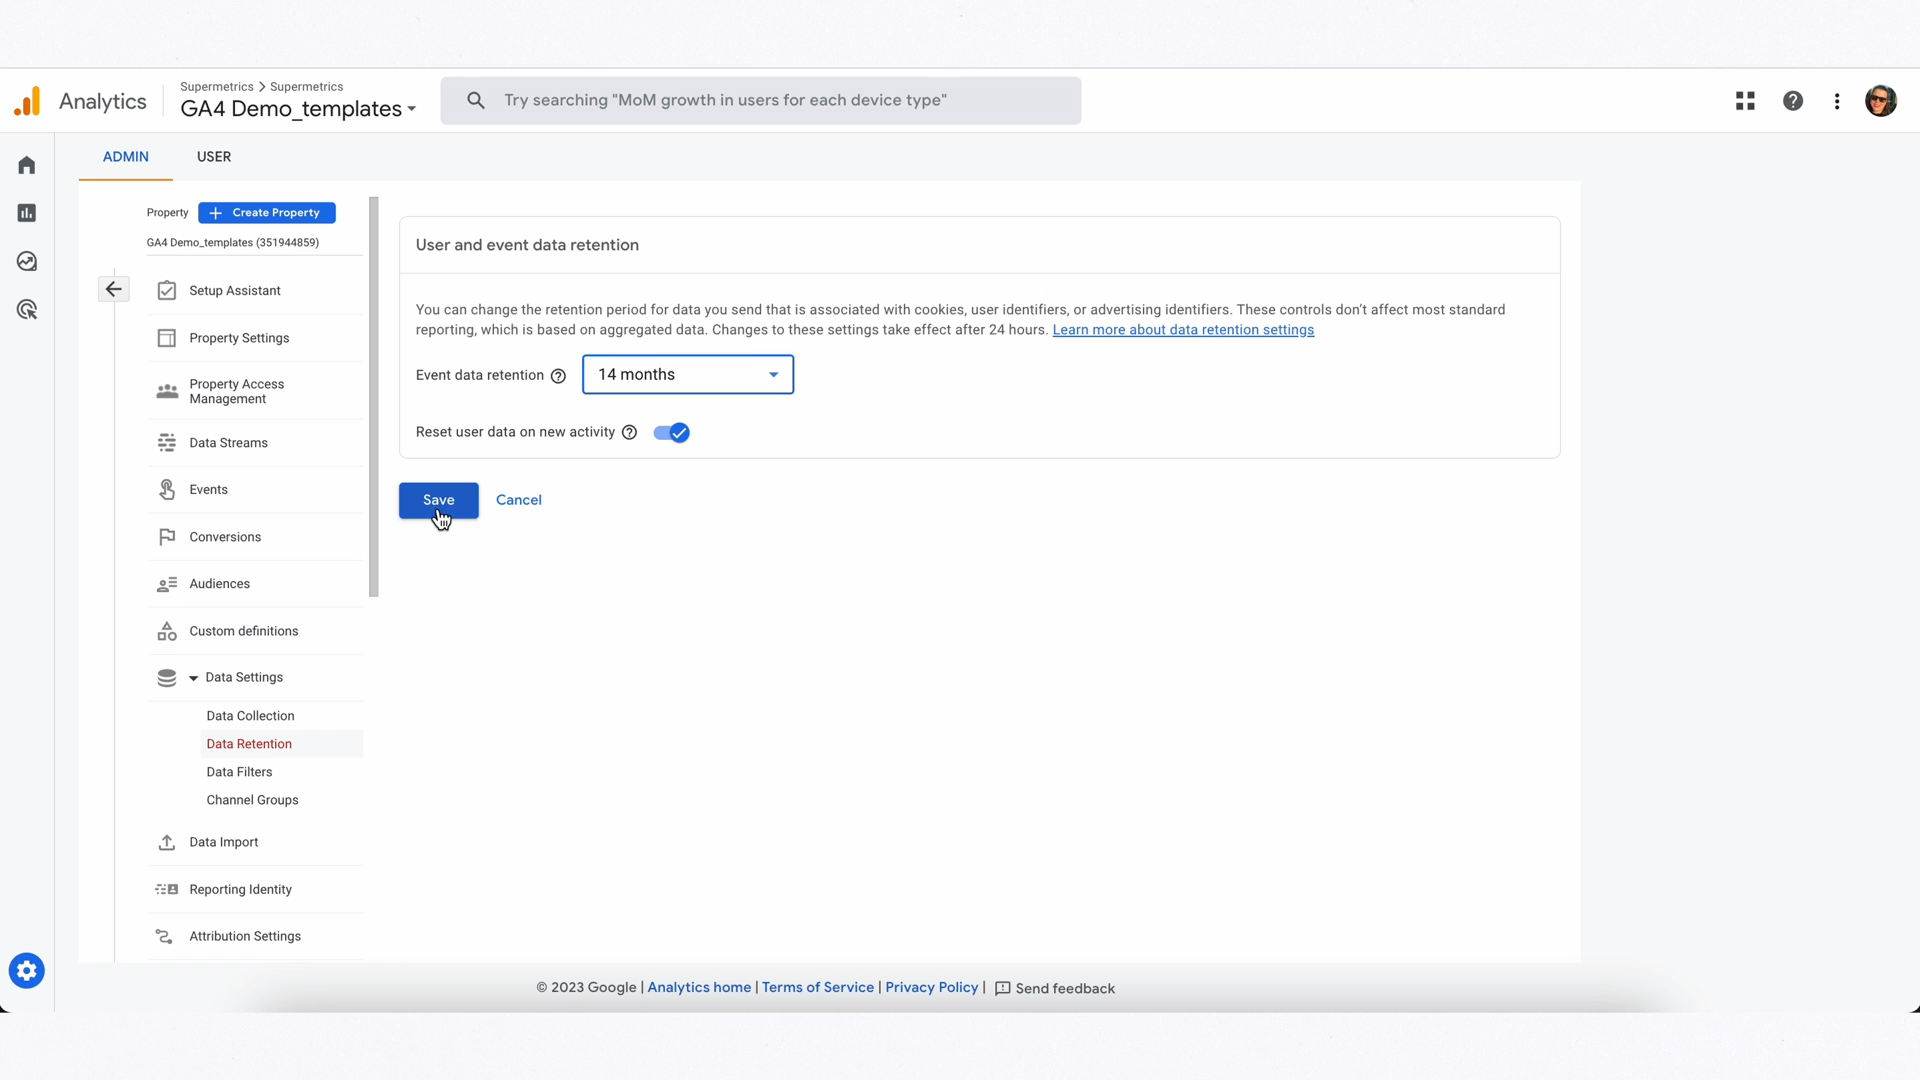 Analytics
Supermetrics > Supermetrics
GA4 Demo_templates
Try searching "MoM growth in users for each device type"
ADMIN
USER
Property
Create Property
GA4 Demo_templates (351944859)
Setup Assistant
Property Settings
Property Access
Management
Data Streams
Events
Conversions
Audiences
Custom definitions
Data Settings
Data Collection
Data Retention
Data Filters
Channel Groups
Data Import
Reporting Identity
Attribution Settings
User and event data retention
You can change the retention period for data you send that is associated with cookies, user identifiers, or advertising identifiers. These controls don’t affect most standard
reporting, which is based on aggregated data. Changes to these settings take effect after 24 hours. Learn more about data retention settings
Event data retention
14 months
Reset user data on new activity
Save
Cancel
© 2023 Google | Analytics home | Terms of Service | Privacy Policy | Send feedback